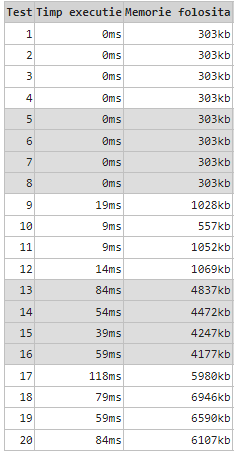 Test Timp executie Memorie folosita
1 0ms 303kb
2 0ms 303kb
3 0ms 303kb
4 0ms 303kb
5 0ms 303kb
6 0ms 303kb
7 0ms 303kb
8 0ms 303kb
9 19ms 1028kb
10 9ms 557kb
11 9ms 1052kb
12 14ms 1069kb
13 84ms 4837kb
14 54ms 4472kb
15 39ms 4247kb
16 59ms 4177kb
17 118ms 5980kb
18 79ms 6946kb
19 59ms 6590kb
20 84ms 6107kb